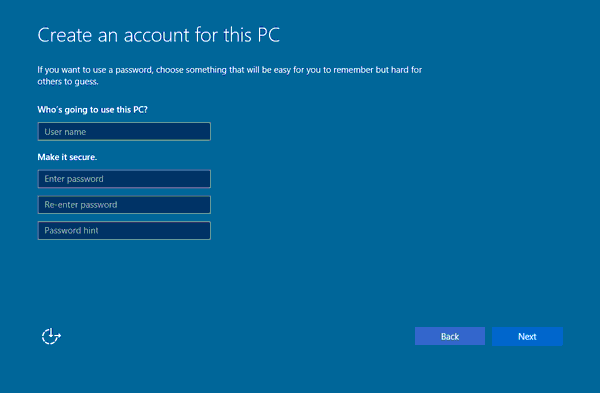 Create an account for this PC
If you want to use a password, choose something that will be easy for you to remember but hard for
others to guess.
Who's going to use this PC?
User name
Make it secure.
Enter password
Re-enter password
Password hint
Back
Next